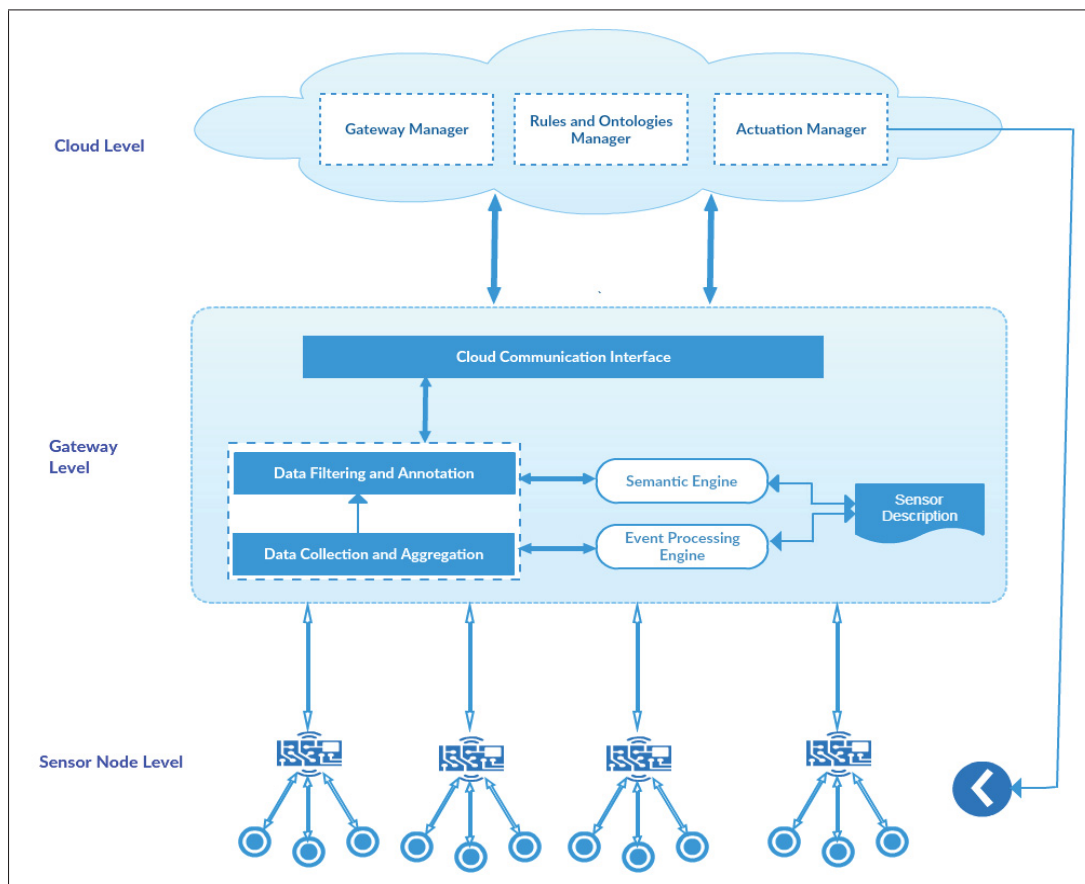 Cloud Level
Gateway Manager
Rules and Ontologies
Manager
Actuation Manager
Cloud Communication Interface
Gateway
Level
Data Filtering and Annotation
Semantic Engine
Sensor
Description
Data Collection and Aggregation
Event Processing
Engine
Sensor Node Level